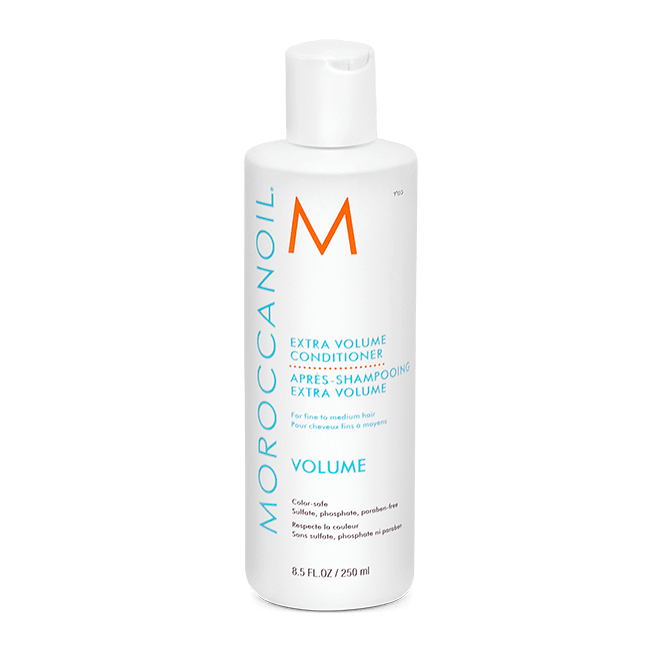 MOROCCANOIL®
M
EXTRA VOLUME
CONDITIONER
APRÈS-SHAMPOOING
EXTRA VOLUME
For fine to medium hair
Pour cheveux fins à moyens
VOLUME
Color-safe
Sulfate, phosphate, paraben-free
Respecte la couleur
Sans sulfate, phosphate ni paraben
8.5 FL.OZ / 250 ml